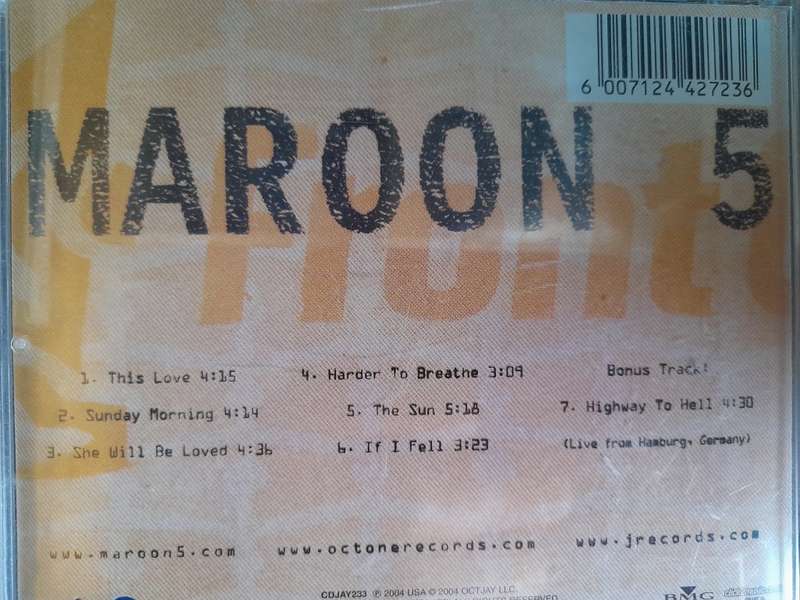 6 007124 427236
MAROON 5
front
1. This Love 4:15
2. Sunday Morning 4:14
3. She Will Be Loved 4:36
4. Harder To Breathe 3:09
5. The Sun 5:18
6. If I Fell 3:23
Bonus Track:
7. Highway To Hell 4:30
(Live from Hamburg, Germany)
www.maroon5.com
www.octonerecords.com
www.jrecords.com
CDJAY233 ℗ 2004 USA © 2004 OCTJAY LLC
RESERVED
BMG